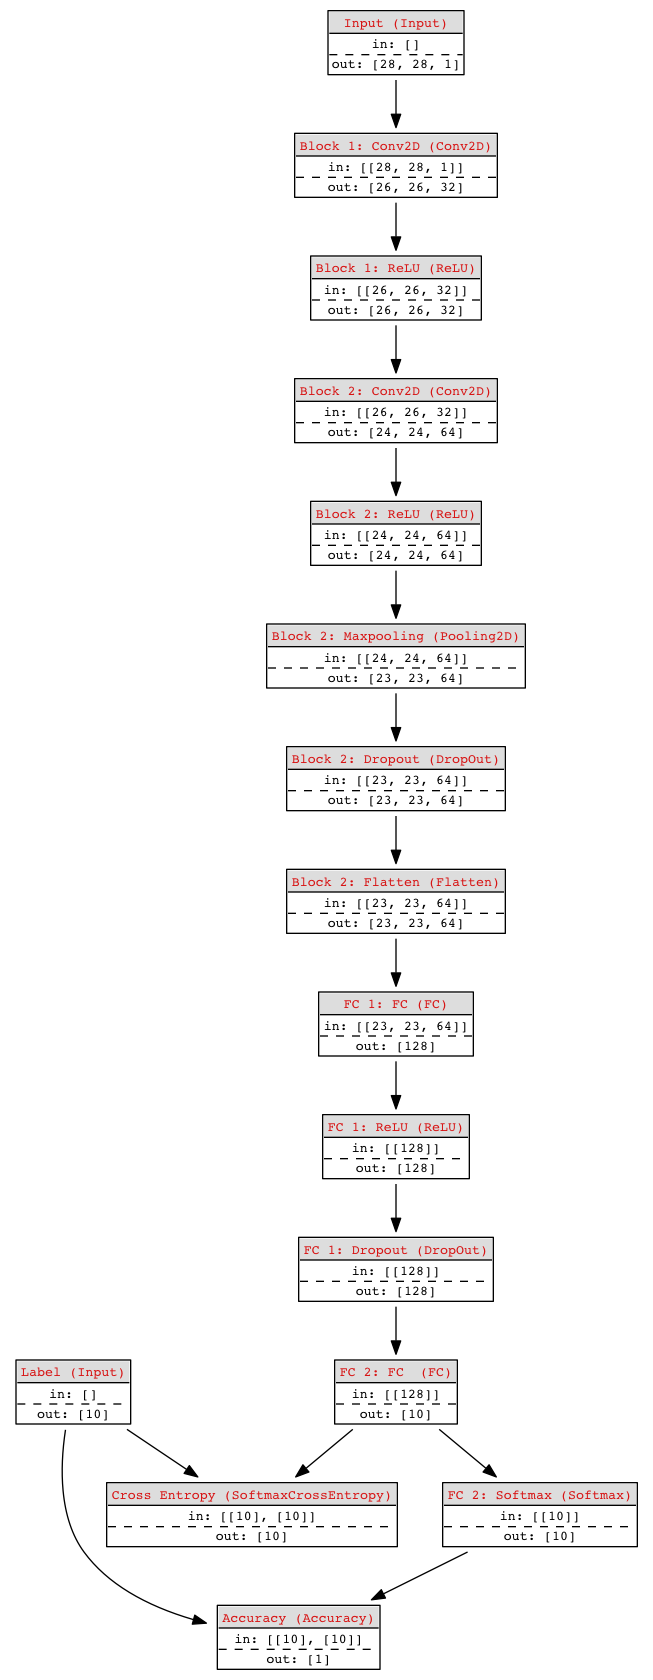 Input (Input)
in: []
out: [28, 28, 1]
Block 1: Conv2D (Conv2D)
in: [[28, 28, 1]]
out: [26, 26, 32]
Block 1: ReLU (ReLU)
in: [[26, 26, 32]]
out: [26, 26, 32]
Block 2: Conv2D (Conv2D)
in: [[26, 26, 32]]
out: [24, 24, 64]
Block 2: ReLU (ReLU)
in: [[24, 24, 64]]
out: [24, 24, 64]
Block 2: Maxpooling (Pooling2D)
in: [[24, 24, 64]]
out: [23, 23, 64]
Block 2: Dropout (DropOut)
in: [[23, 23, 64]]
out: [23, 23, 64]
Block 2: Flatten (Flatten)
in: [[23, 23, 64]]
out: [23, 23, 64]
FC 1: FC (FC)
in: [[23, 23, 64]]
out: [128]
FC 1: ReLU (ReLU)
in: [[128]]
out: [128]
FC 1: Dropout (DropOut)
in: [[128]]
out: [128]
Label (Input)
in: []
out: [10]
FC 2: FC  (FC)
in: [[128]]
out: [10]
Cross Entropy (SoftmaxCrossEntropy)
in: [[10], [10]]
out: [10]
FC 2: Softmax (Softmax)
in: [[10]]
out: [10]
Accuracy (Accuracy)
in: [[10], [10]]
out: [1]